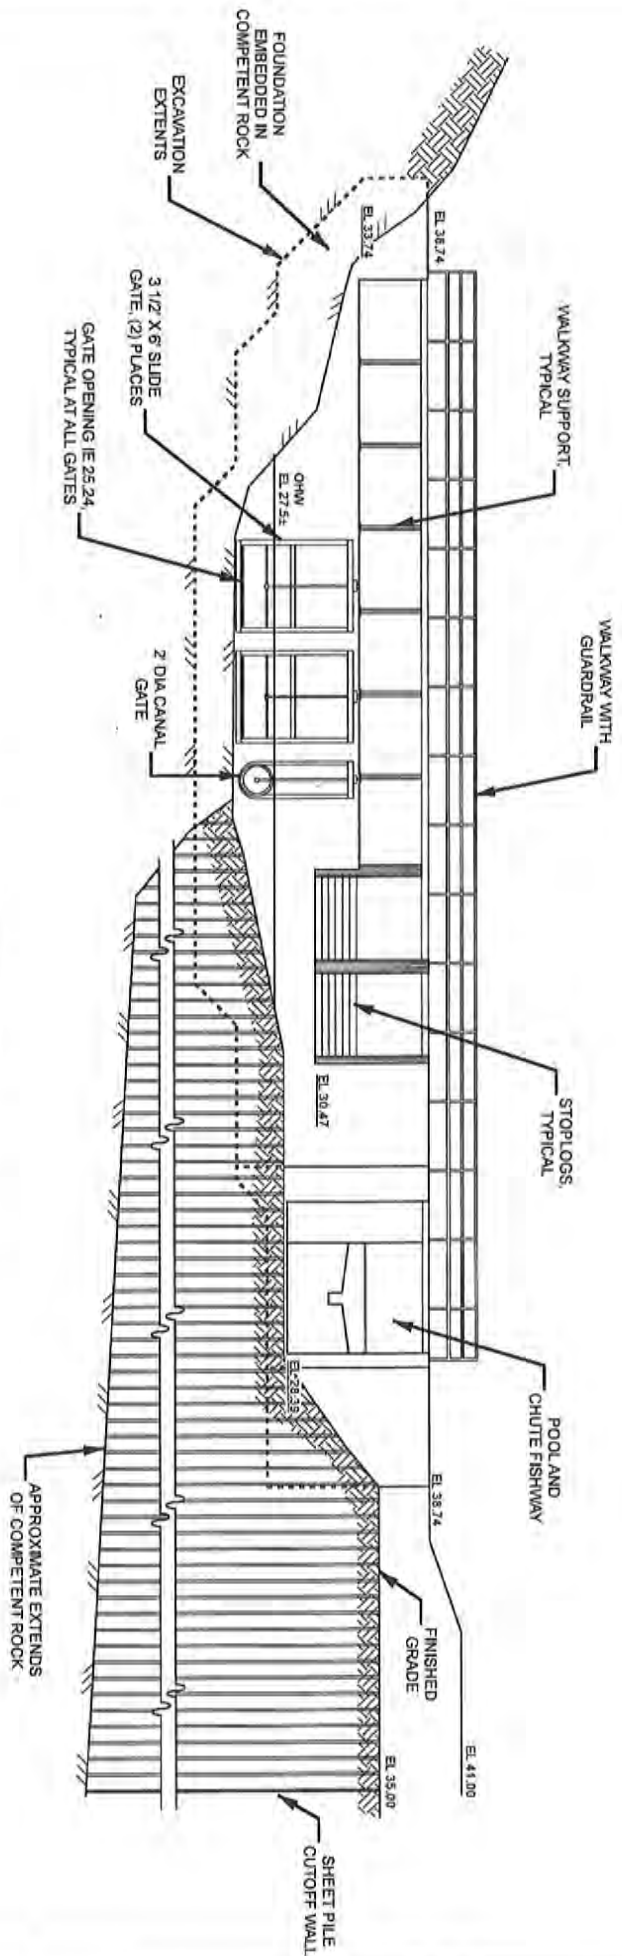 WALKWAY WITH
GUARDRAIL
WALKWAY SUPPORT,
TYPICAL
STOPLOGS,
TYPICAL
POOL AND
CHUTE FISHWAY
FINISHED
GRADE
EL 41.00
EL 38.74
EL 38.74
EL 33.74
EL 35.00
FOUNDATION
EMBEDDED IN
COMPETENT ROCK
EXCAVATION
EXTENTS
OHW
EL 27.5±
EL 30.47
EL 28.39
3 1/2' X 6' SLIDE
GATE, (2) PLACES
GATE OPENING IE 25.24,
TYPICAL AT ALL GATES
2' DIA CANAL
GATE
APPROXIMATE EXTENDS
OF COMPETENT ROCK
SHEET PILE
CUTOFF WALL